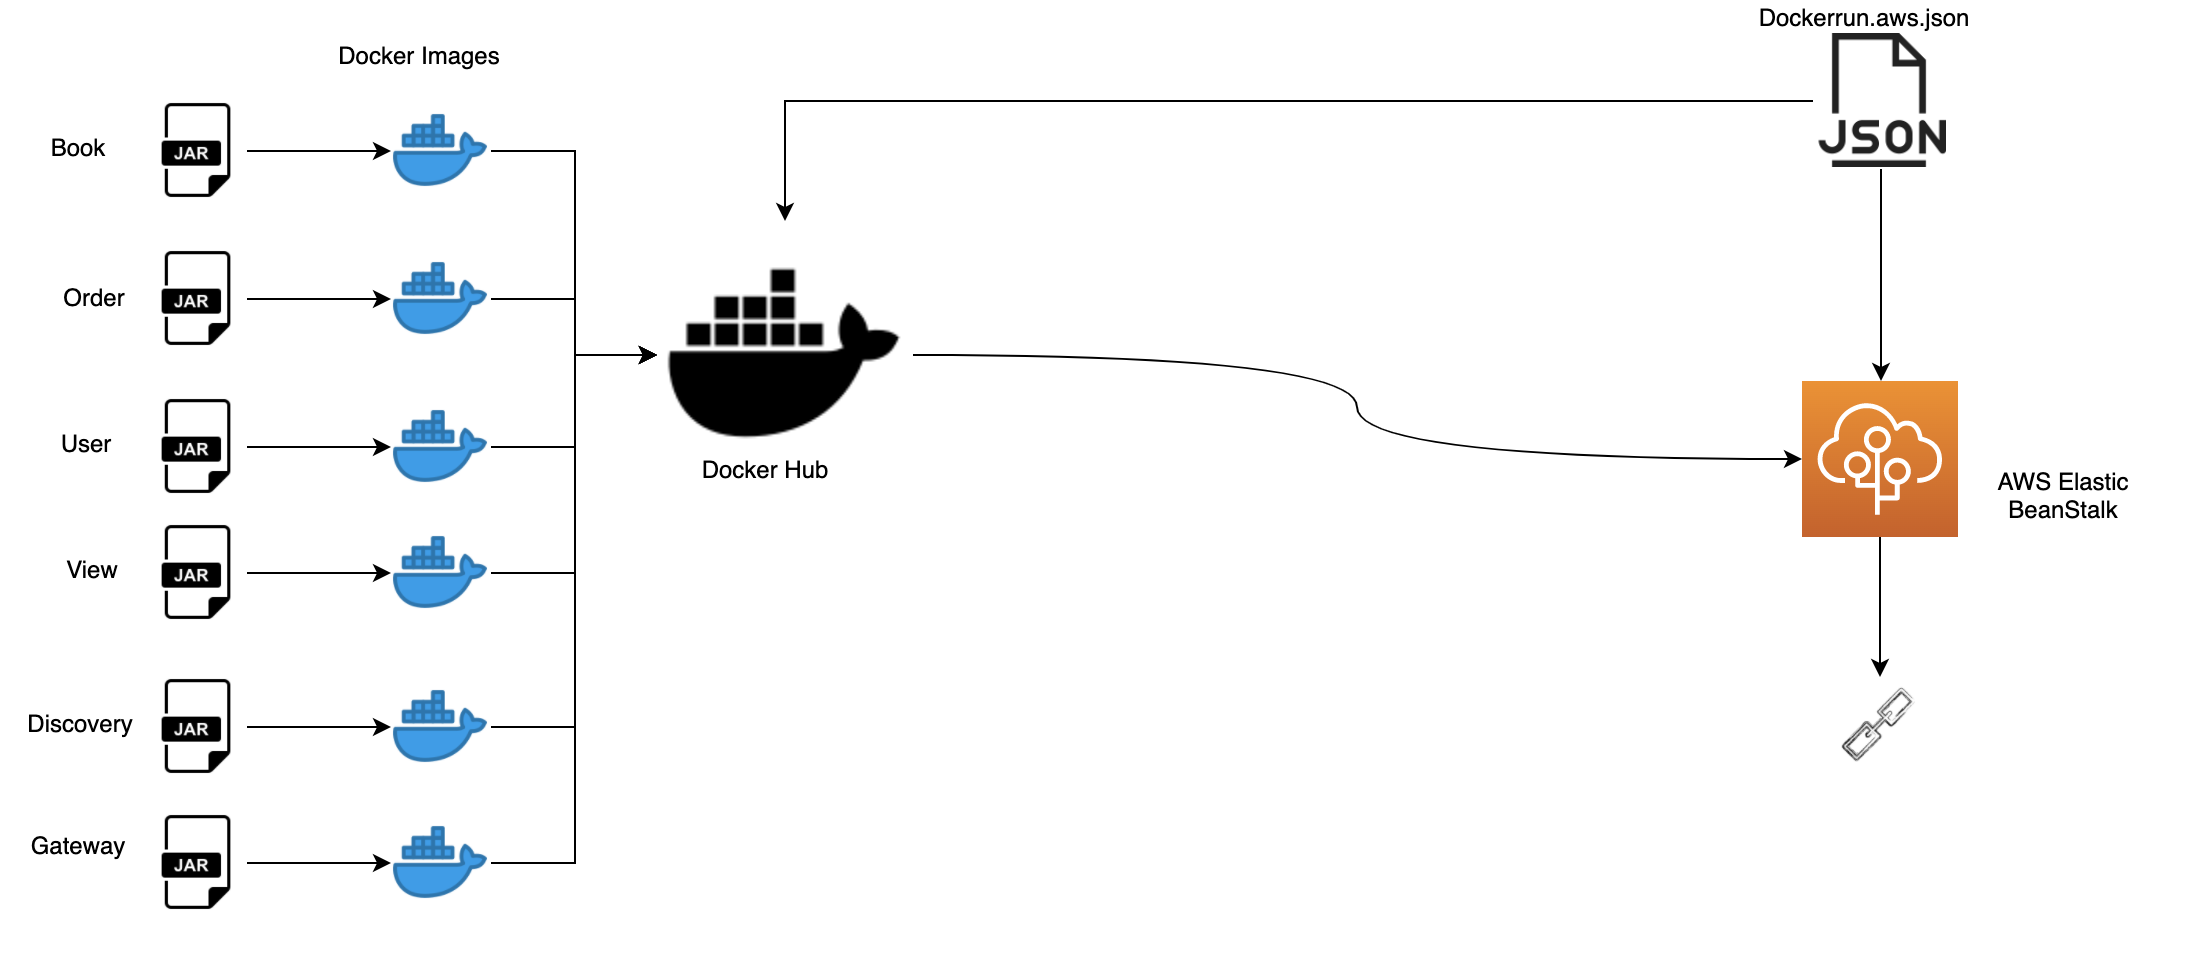 Dockerrun.aws.json
Docker Images
JSON
Book
JAR
Order
JAR
User
JAR
Docker Hub
AWS Elastic
BeanStalk
View
JAR
Discovery
JAR
Gateway
JAR